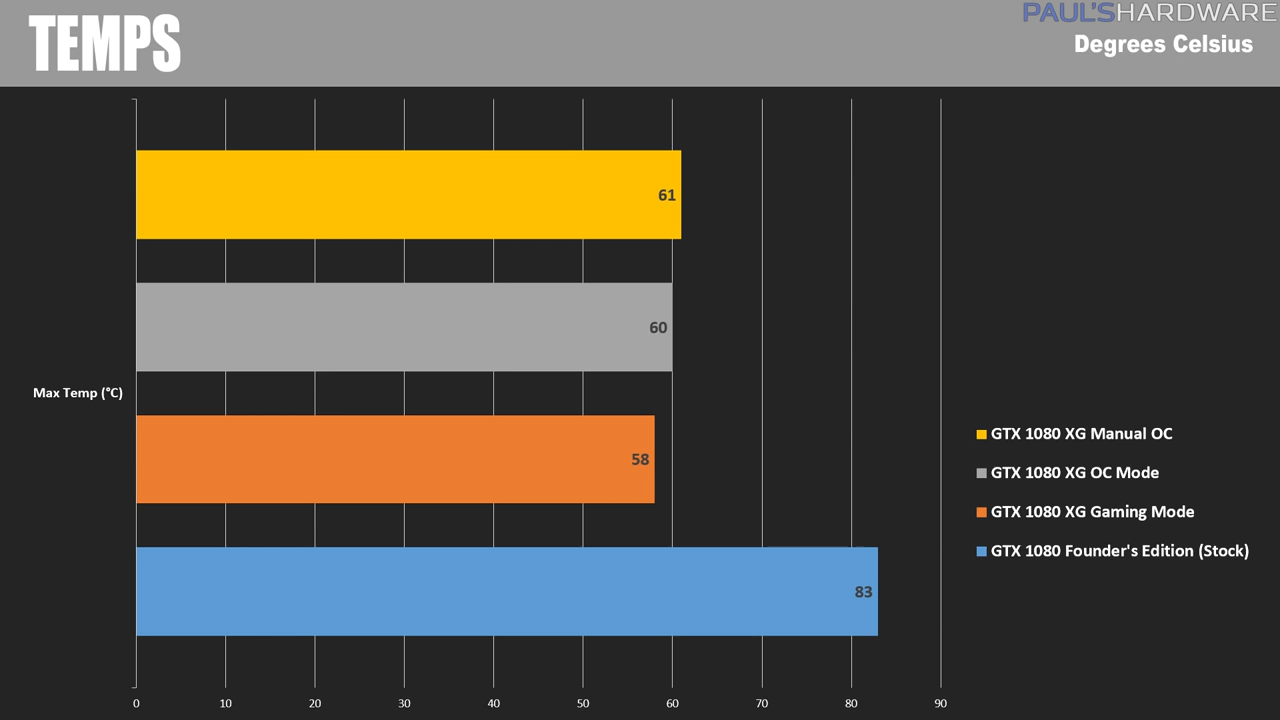 TEMPS
PAUL'SHARDWARE
Degrees Celsius
61
60
Max Temp (°C)
58
83
GTX 1080 XG Manual OC
GTX 1080 XG OC Mode
GTX 1080 XG Gaming Mode
GTX 1080 Founder's Edition (Stock)
0 10 20 30 40 50 60 70 80 90